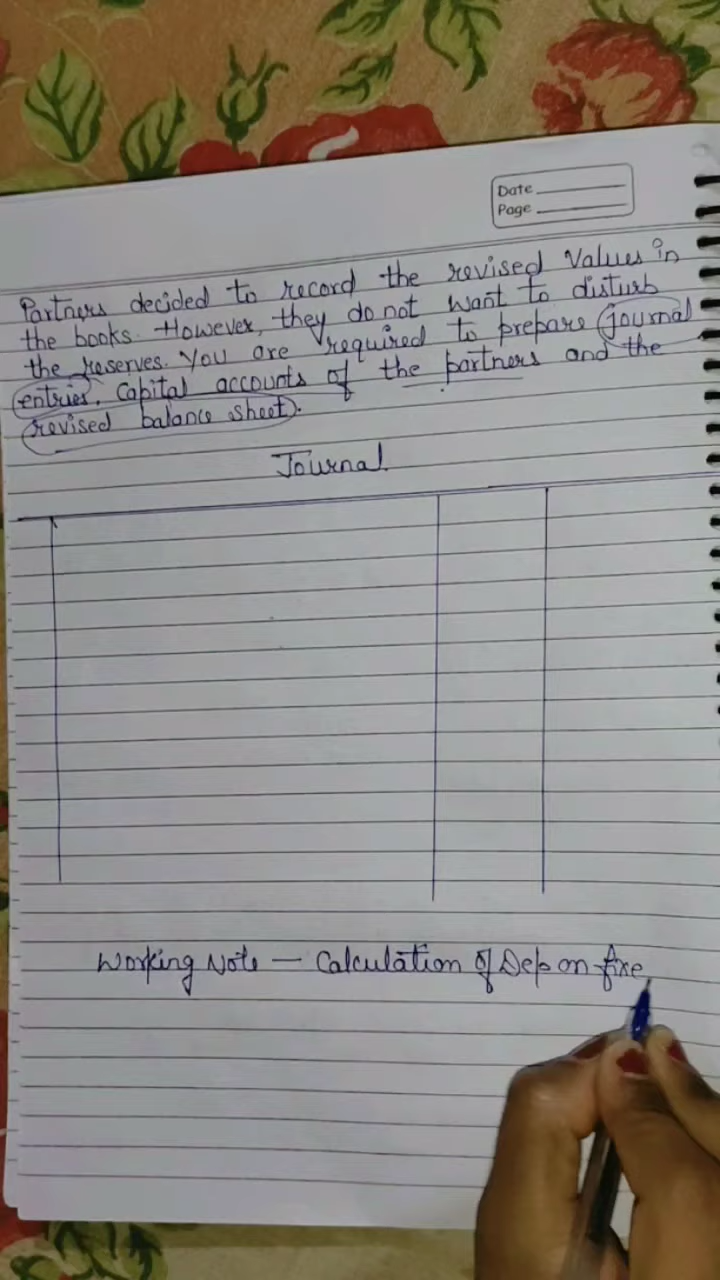 Date
Page
Partners decided to record the revised values in
the books. However, they do not want to disturb
the reserves. You are required to prepare journal
entries, Capital accounts of the partners and the
revised balance sheet.
Journal
Working Note — Calculation of Dep on fixe